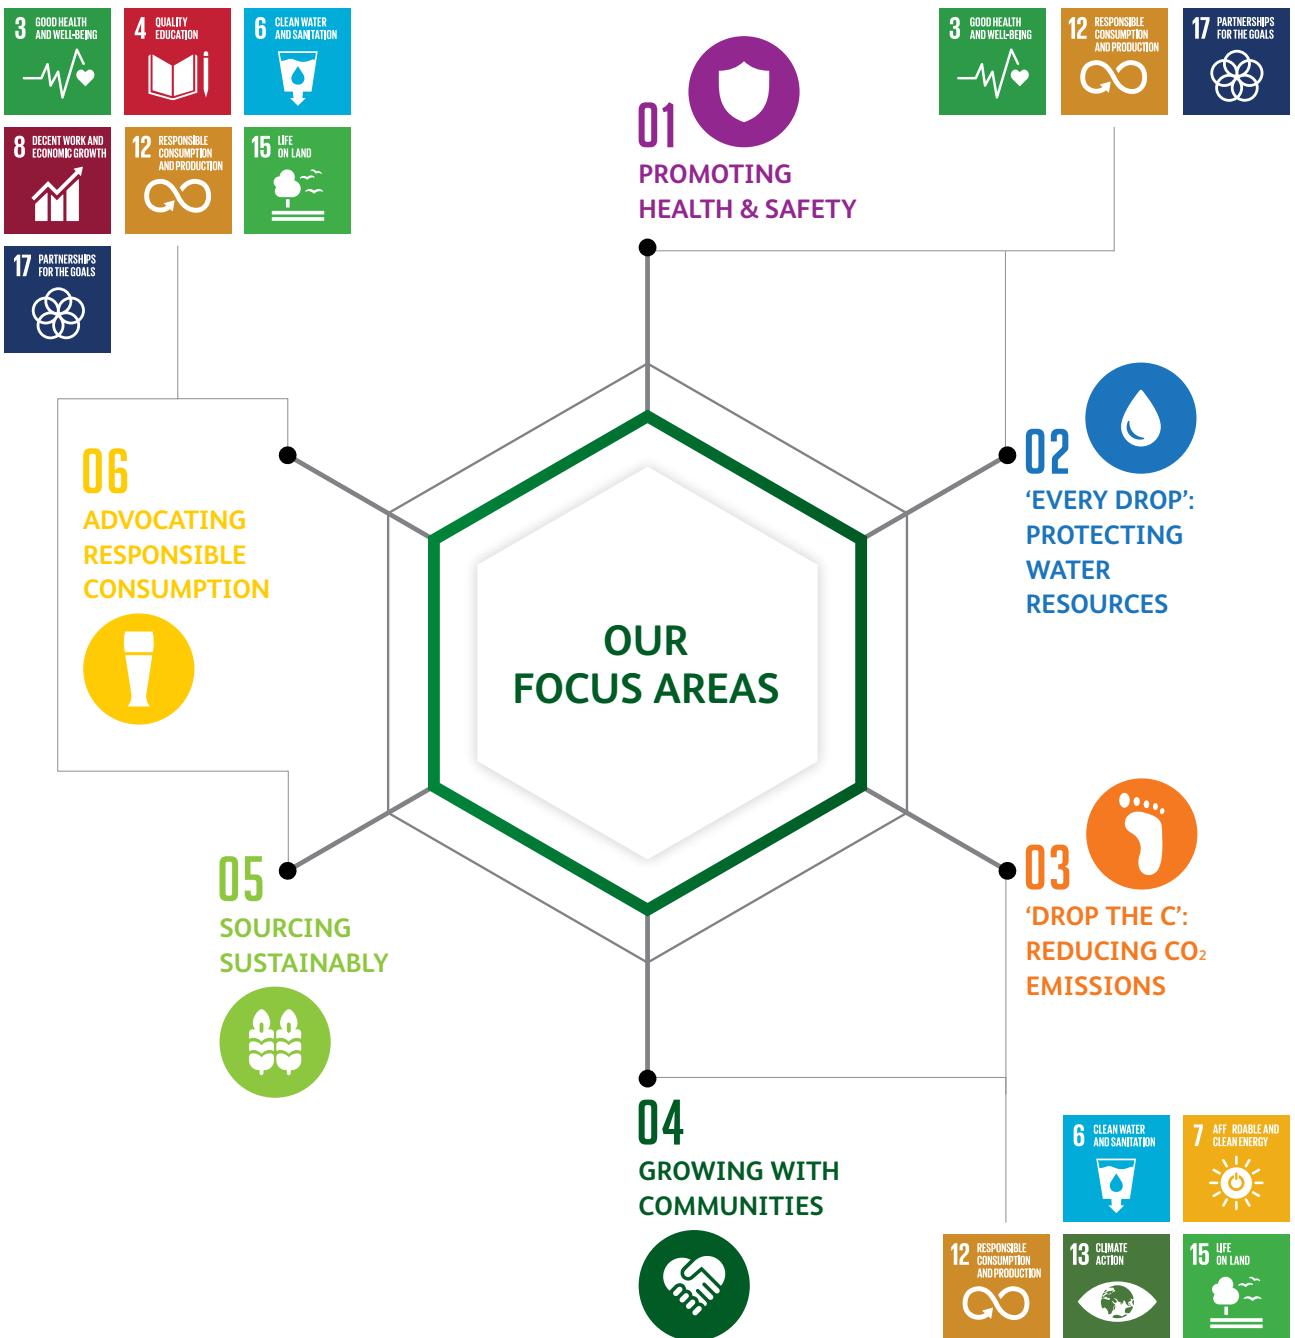 3 GOOD HEALTH
AND WELL-BEING
4 QUALITY
EDUCATION
6 CLEAN WATER
AND SANITATION
8 DECENT WORK AND
ECONOMIC GROWTH
12 RESPONSIBLE
CONSUMPTION
AND PRODUCTION
15 LIFE
ON LAND
17 PARTNERSHIPS
FOR THE GOALS
3 GOOD HEALTH
AND WELL-BEING
12 RESPONSIBLE
CONSUMPTION
AND PRODUCTION
17 PARTNERSHIPS
FOR THE GOALS
01
PROMOTING
HEALTH & SAFETY
02
‘EVERY DROP’:
PROTECTING
WATER
RESOURCES
06
ADVOCATING
RESPONSIBLE
CONSUMPTION
OUR
FOCUS AREAS
03
‘DROP THE C’:
REDUCING CO₂
EMISSIONS
05
SOURCING
SUSTAINABLY
04
GROWING WITH
COMMUNITIES
6 CLEAN WATER
AND SANITATION
7 AFF RDABLE AND
CLEAN ENERGY
12 RESPONSIBLE
CONSUMPTION
AND PRODUCTION
13 CLIMATE
ACTION
15 LIFE
ON LAND